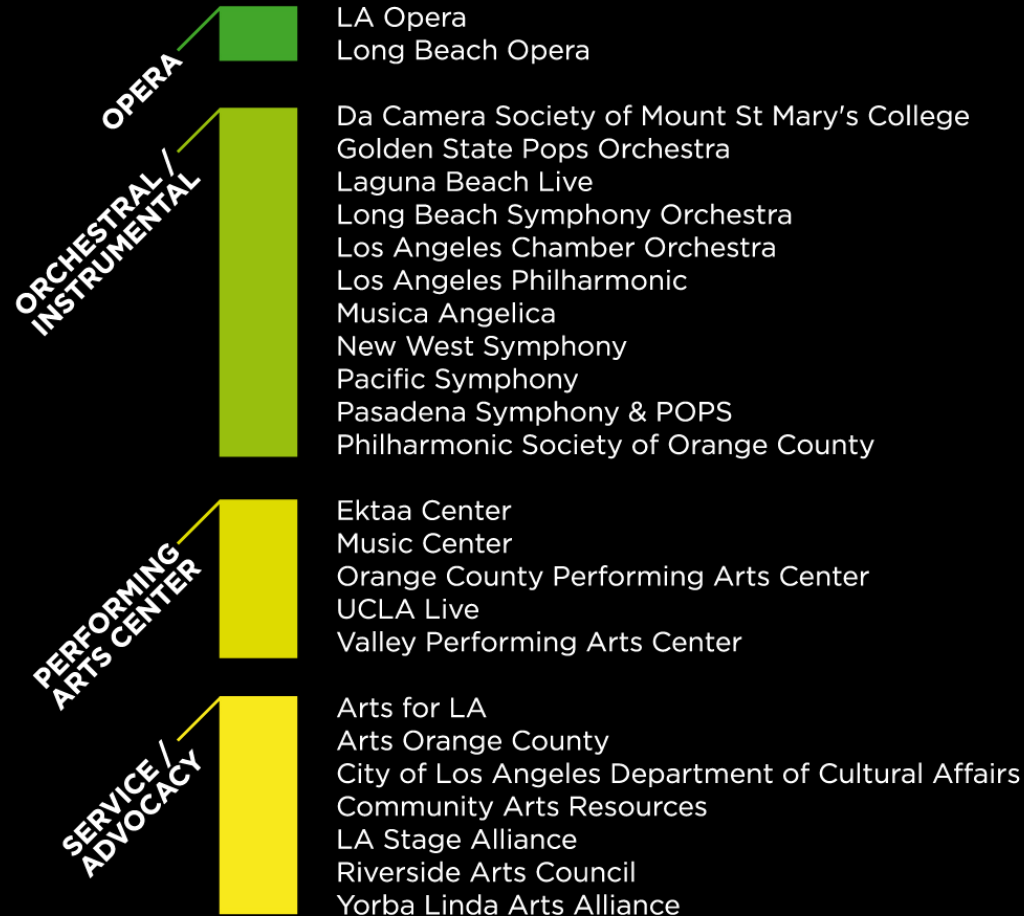 OPERA
LA Opera
Long Beach Opera
ORCHESTRAL /
INSTRUMENTAL
Da Camera Society of Mount St Mary's College
Golden State Pops Orchestra
Laguna Beach Live
Long Beach Symphony Orchestra
Los Angeles Chamber Orchestra
Los Angeles Philharmonic
Musica Angelica
New West Symphony
Pacific Symphony
Pasadena Symphony & POPS
Philharmonic Society of Orange County
PERFORMING
ARTS CENTER
Ektaa Center
Music Center
Orange County Performing Arts Center
UCLA Live
Valley Performing Arts Center
SERVICE /
ADVOCACY
Arts for LA
Arts Orange County
City of Los Angeles Department of Cultural Affairs
Community Arts Resources
LA Stage Alliance
Riverside Arts Council
Yorba Linda Arts Alliance